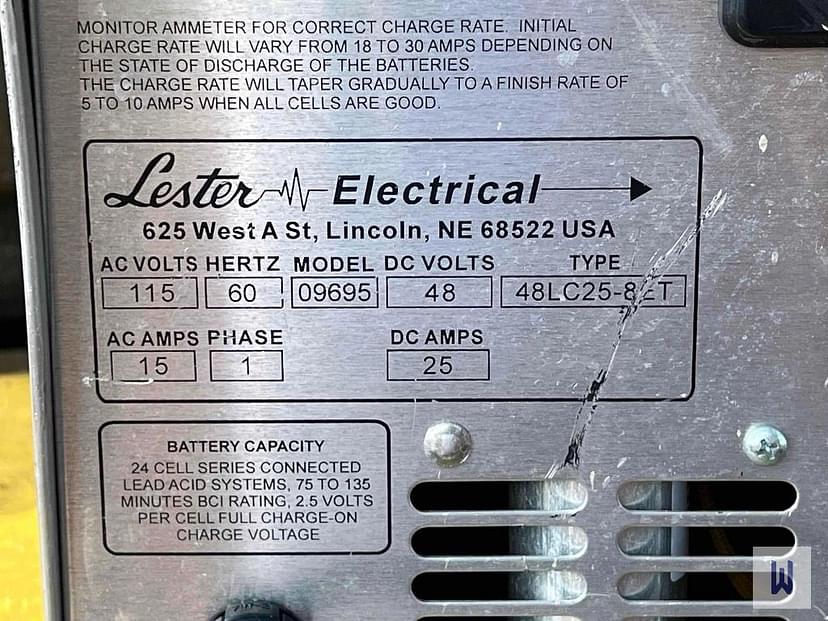 MONITOR AMMETER FOR CORRECT CHARGE RATE. INITIAL
CHARGE RATE WILL VARY FROM 18 TO 30 AMPS DEPENDING ON
THE STATE OF DISCHARGE OF THE BATTERIES.
THE CHARGE RATE WILL TAPER GRADUALLY TO A FINISH RATE OF
5 TO 10 AMPS WHEN ALL CELLS ARE GOOD.
Lester Electrical
625 West A St, Lincoln, NE 68522 USA
AC VOLTS HERTZ MODEL DC VOLTS TYPE
115 60 09695 48 48LC25-8ET
AC AMPS PHASE DC AMPS
15 1 25
BATTERY CAPACITY
24 CELL SERIES CONNECTED
LEAD ACID SYSTEMS, 75 TO 135
MINUTES BCI RATING, 2.5 VOLTS
PER CELL FULL CHARGE-ON
CHARGE VOLTAGE
W